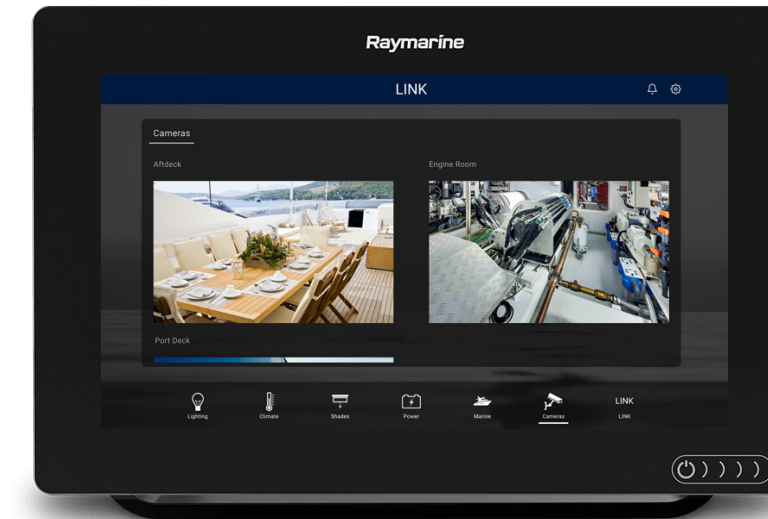 Raymarine
LINK
Cameras
Aftdeck
Engine Room
Port Deck
Lighting
Climate
Shades
Power
Marine
Cameras
LINK
LINK